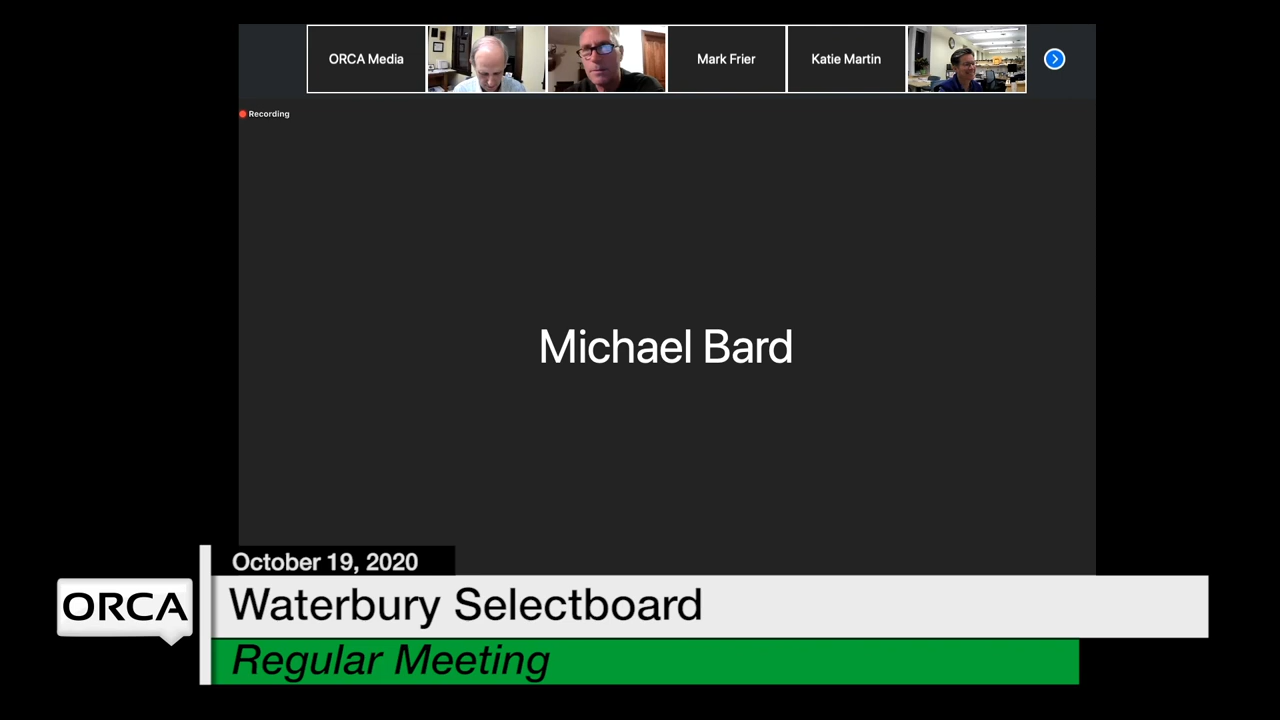 ORCA Media
Mark Frier
Katie Martin
Recording
Michael Bard
October 19, 2020
ORCA
Waterbury Selectboard
Regular Meeting